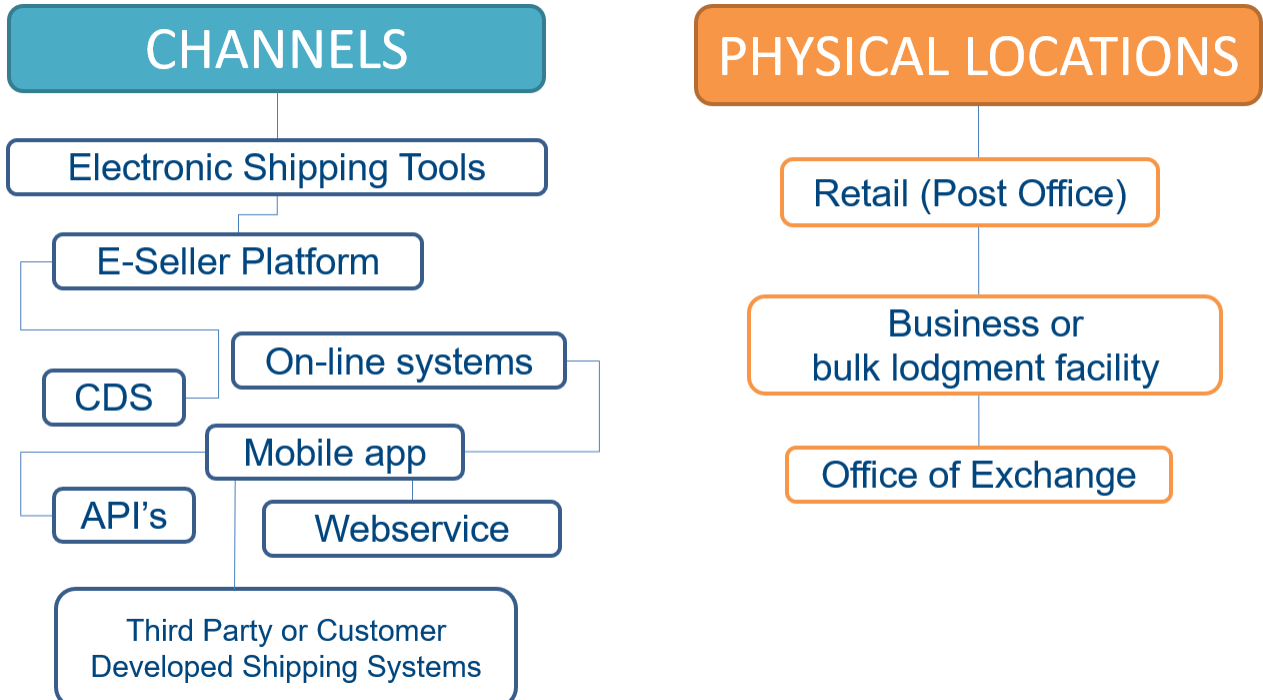 CHANNELS
Electronic Shipping Tools
E-Seller Platform
On-line systems
CDS
Mobile app
API’s
Webservice
Third Party or Customer
Developed Shipping Systems
PHYSICAL LOCATIONS
Retail (Post Office)
Business or
bulk lodgment facility
Office of Exchange